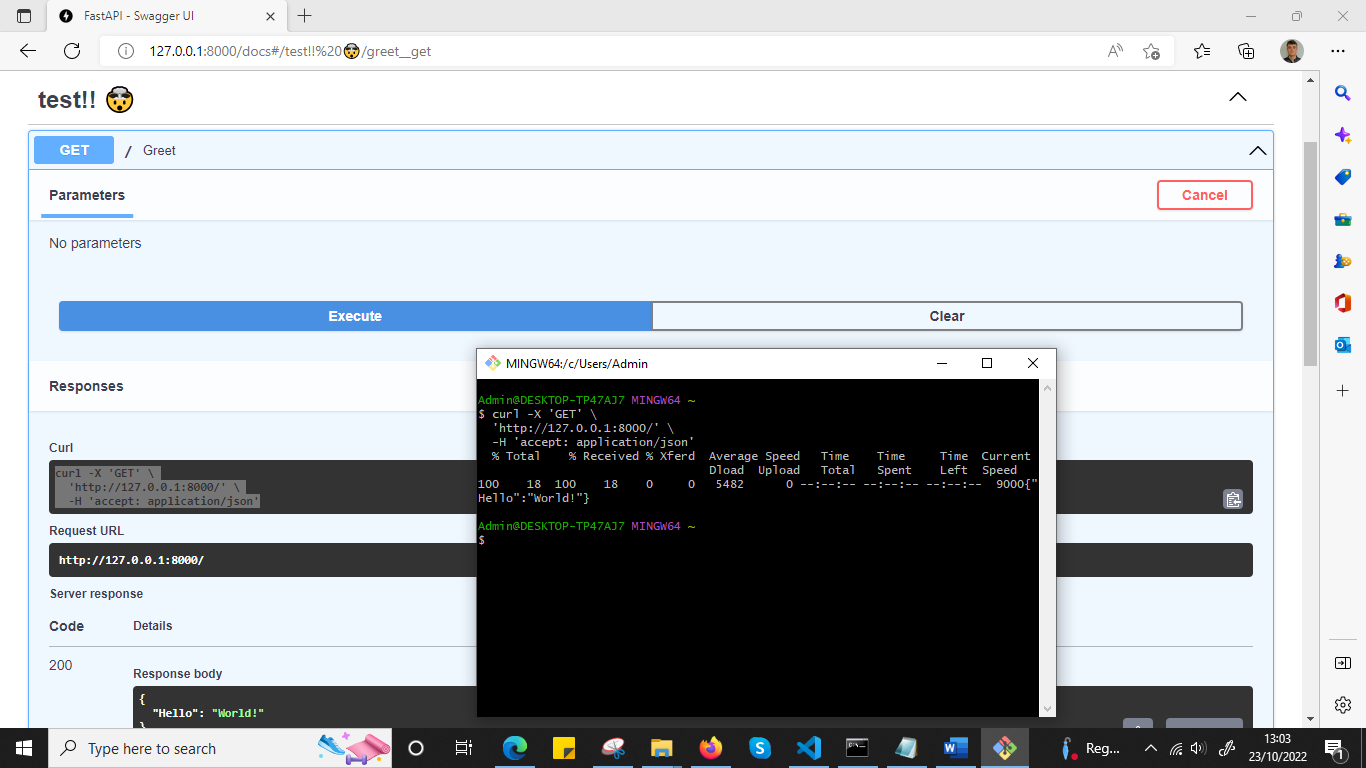 FastAPI - Swagger UI
127.0.0.1:8000/docs#/test!!%20🤯/greet__get
test!! 🤯
GET / Greet
Parameters
Cancel
No parameters
Execute
Clear
Responses
Curl
curl -X 'GET' \
'http://127.0.0.1:8000/' \
-H 'accept: application/json'
Request URL
http://127.0.0.1:8000/
Server response
Code Details
200
Response body
{
"Hello": "World!"
}
MINGW64:/c/Users/Admin
Admin@DESKTOP-TP47AJ7 MINGW64 ~
$ curl -X 'GET' \
'http://127.0.0.1:8000/' \
-H 'accept: application/json'
% Total % Received % Xferd Average Speed Time Time Time Current
Dload Upload Total Spent Left Speed
100 18 100 18 0 0 5482 0 --:--:-- --:--:-- --:--:-- 9000{"
Hello":"World!"}
Admin@DESKTOP-TP47AJ7 MINGW64 ~
$
Type here to search
Reg...
13:03
23/10/2022
1